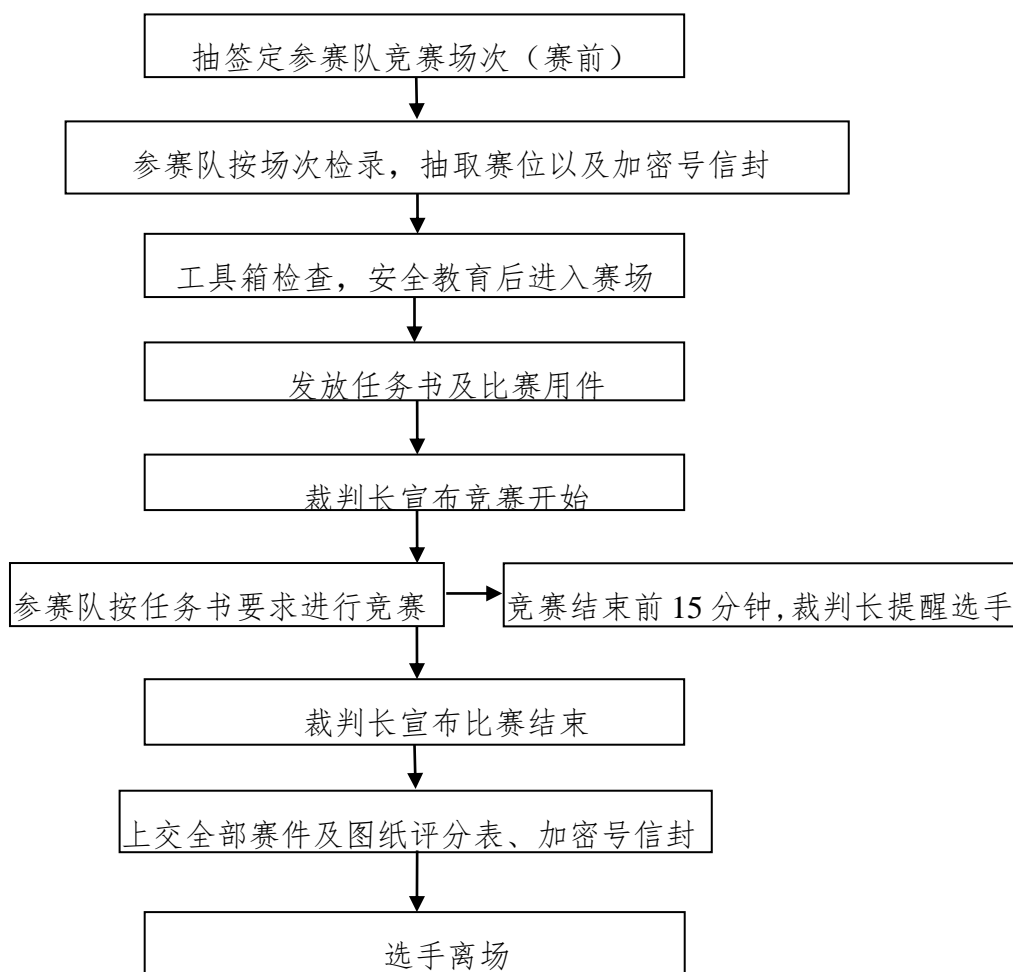 抽签定参赛队竞赛场次（赛前）
参赛队按场次检录，抽取赛位以及加密号信封
工具箱检查，安全教育后进入赛场
发放任务书及比赛用件
裁判长宣布竞赛开始
参赛队按任务书要求进行竞赛
竞赛结束前15分钟,裁判长提醒选手
裁判长宣布比赛结束
上交全部赛件及图纸评分表、加密号信封
选手离场